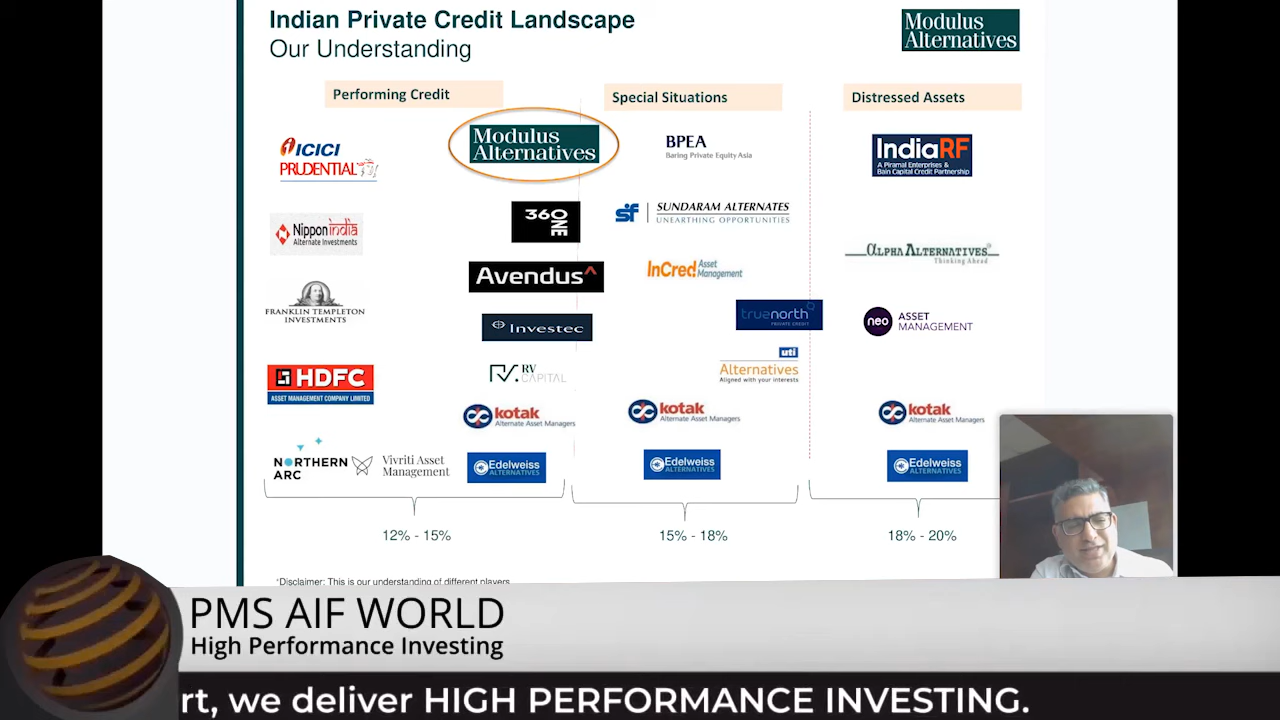 Indian Private Credit Landscape
Our Understanding
Modulus
Alternatives
Performing Credit
Special Situations
Distressed Assets
ICICI
PRUDENTIAL
Modulus
Alternatives
BPEA
Baring Private Equity Asia
IndiaRF
A Piramal Enterprises &
Bain Capital Credit Partnership
Nippon india
Alternate Investments
360
ONE
sf
SUNDARAM ALTERNATES
UNEARTHING OPPORTUNITIES
ALPHA ALTERNATIVES
Thinking Ahead
Avendus
InCred Asset
Management
FRANKLIN TEMPLETON
INVESTMENTS
Investec
truenorth
PRIVATE CREDIT
neo ASSET
MANAGEMENT
HDFC
ASSET MANAGEMENT COMPANY LIMITED
RV
CAPITAL
uti
Alternatives
Aligned with your interests
kotak
Alternate Asset Managers
kotak
Alternate Asset Managers
kotak
Alternate Asset Managers
NORTHERN
ARC
Vivriti Asset
Management
Edelweiss
ALTERNATIVES
Edelweiss
ALTERNATIVES
Edelweiss
ALTERNATIVES
12% - 15%
15% - 18%
18% - 20%
*Disclaimer: This is our understanding of different players
PMS AIF WORLD
High Performance Investing
rt, we deliver HIGH PERFORMANCE INVESTING.